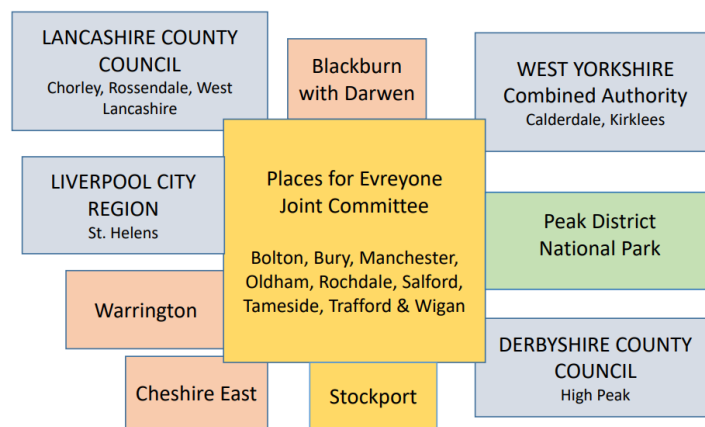 LANCASHIRE COUNTY
COUNCIL
Chorley, Rossendale, West
Lancashire
Blackburn
with Darwen
WEST YORKSHIRE
Combined Authority
Calderdale, Kirklees
LIVERPOOL CITY
REGION
St. Helens
Places for Evreyone
Joint Committee
Bolton, Bury, Manchester,
Oldham, Rochdale, Salford,
Tameside, Trafford & Wigan
Peak District
National Park
Warrington
Cheshire East
Stockport
DERBYSHIRE COUNTY
COUNCIL
High Peak